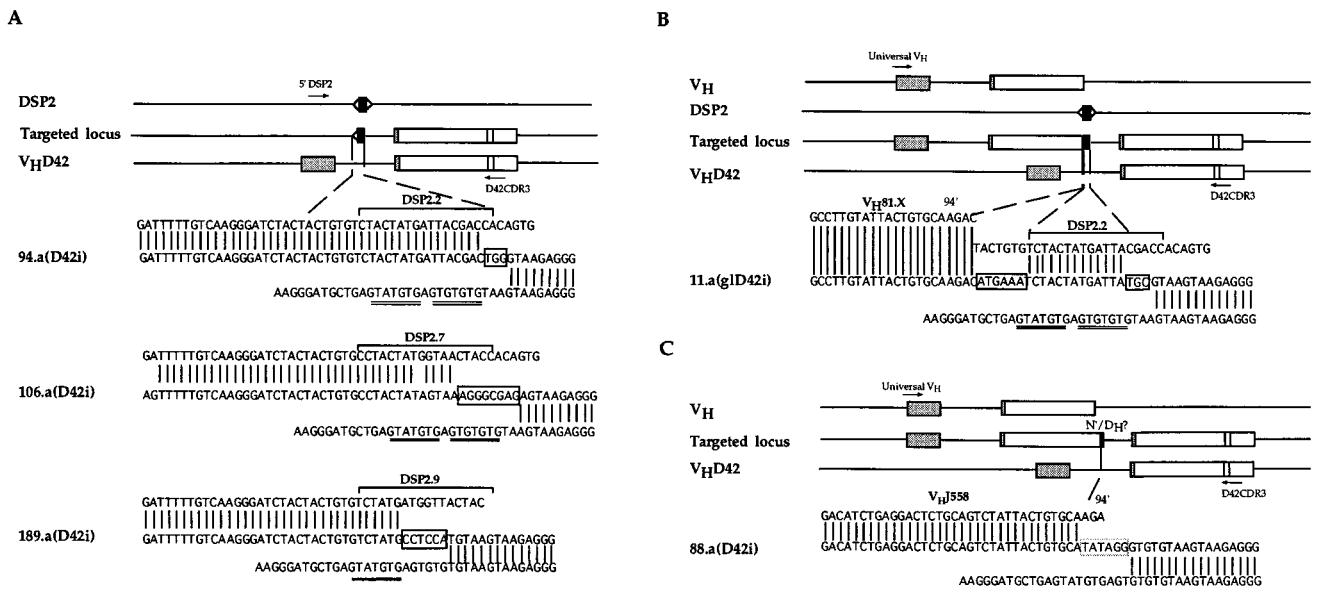 A
5' DSP2
DSP2
Targeted locus
VHD42
D42CDR3
DSP2.2
GATTTTTGTCAAGGGATCTACTACTGTGTCTACTATGATTACGACCACAGTG
94.a(D42i)
GATTTTTGTCAAGGGATCTACTACTGTGTCTACTATGATTACGACTGGGTAAGAGGG
AAGGGATGCTGAGTATGTGAGTGTGTGTAAGTAAGAGGG
DSP2.7
GATTTTTGTCAAGGGATCTACTACTGTGCCTACTATGGTAACTACCACAGTG
106.a(D42i)
AGTTTTTGTCAAGGGATCTACTACTGTGCCTACTATAGTAAAGGGCGAGAGTAAGAGGG
AAGGGATGCTGAGTATGTGAGTGTGTGTAAGTAAGAGGG
DSP2.9
GATTTTTGTCAAGGGATCTACTACTGTGTCTATGATGGTTACTAC
189.a(D42i)
GATTTTTGTCAAGGGATCTACTACTGTGTCTATGCCTCCATGTAAGTAAGAGGG
AAGGGATGCTGAGTATGTGAGTGTGTGTAAGTAAGAGGG
B
Universal VH
VH
DSP2
Targeted locus
VHD42
D42CDR3
VH81.X
94'
GCCTTGTATTACTGTGCAAGAC
DSP2.2
TACTGTGTCTACTATGATTACGACCACAGTG
11.a(glD42i)
GCCTTGTATTACTGTGCAAGACATGAAATCTACTATGATTATGCGTAAGTAAGAGGG
AAGGGATGCTGAGTATGTGAGTGTGTGTAAGTAAGTAAGAGGG
C
Universal VH
VH
N'/DH?
Targeted locus
VHD42
D42CDR3
VHJ558
94'
GACATCTGAGGACTCTGCAGTCTATTACTGTGCAAGA
88.a(D42i)
GACATCTGAGGACTCTGCAGTCTATTACTGTGCATATAGGGTGTGTAAGTAAGAGGG
AAGGGATGCTGAGTATGTGAGTGTGTGTAAGTAAGAGGG